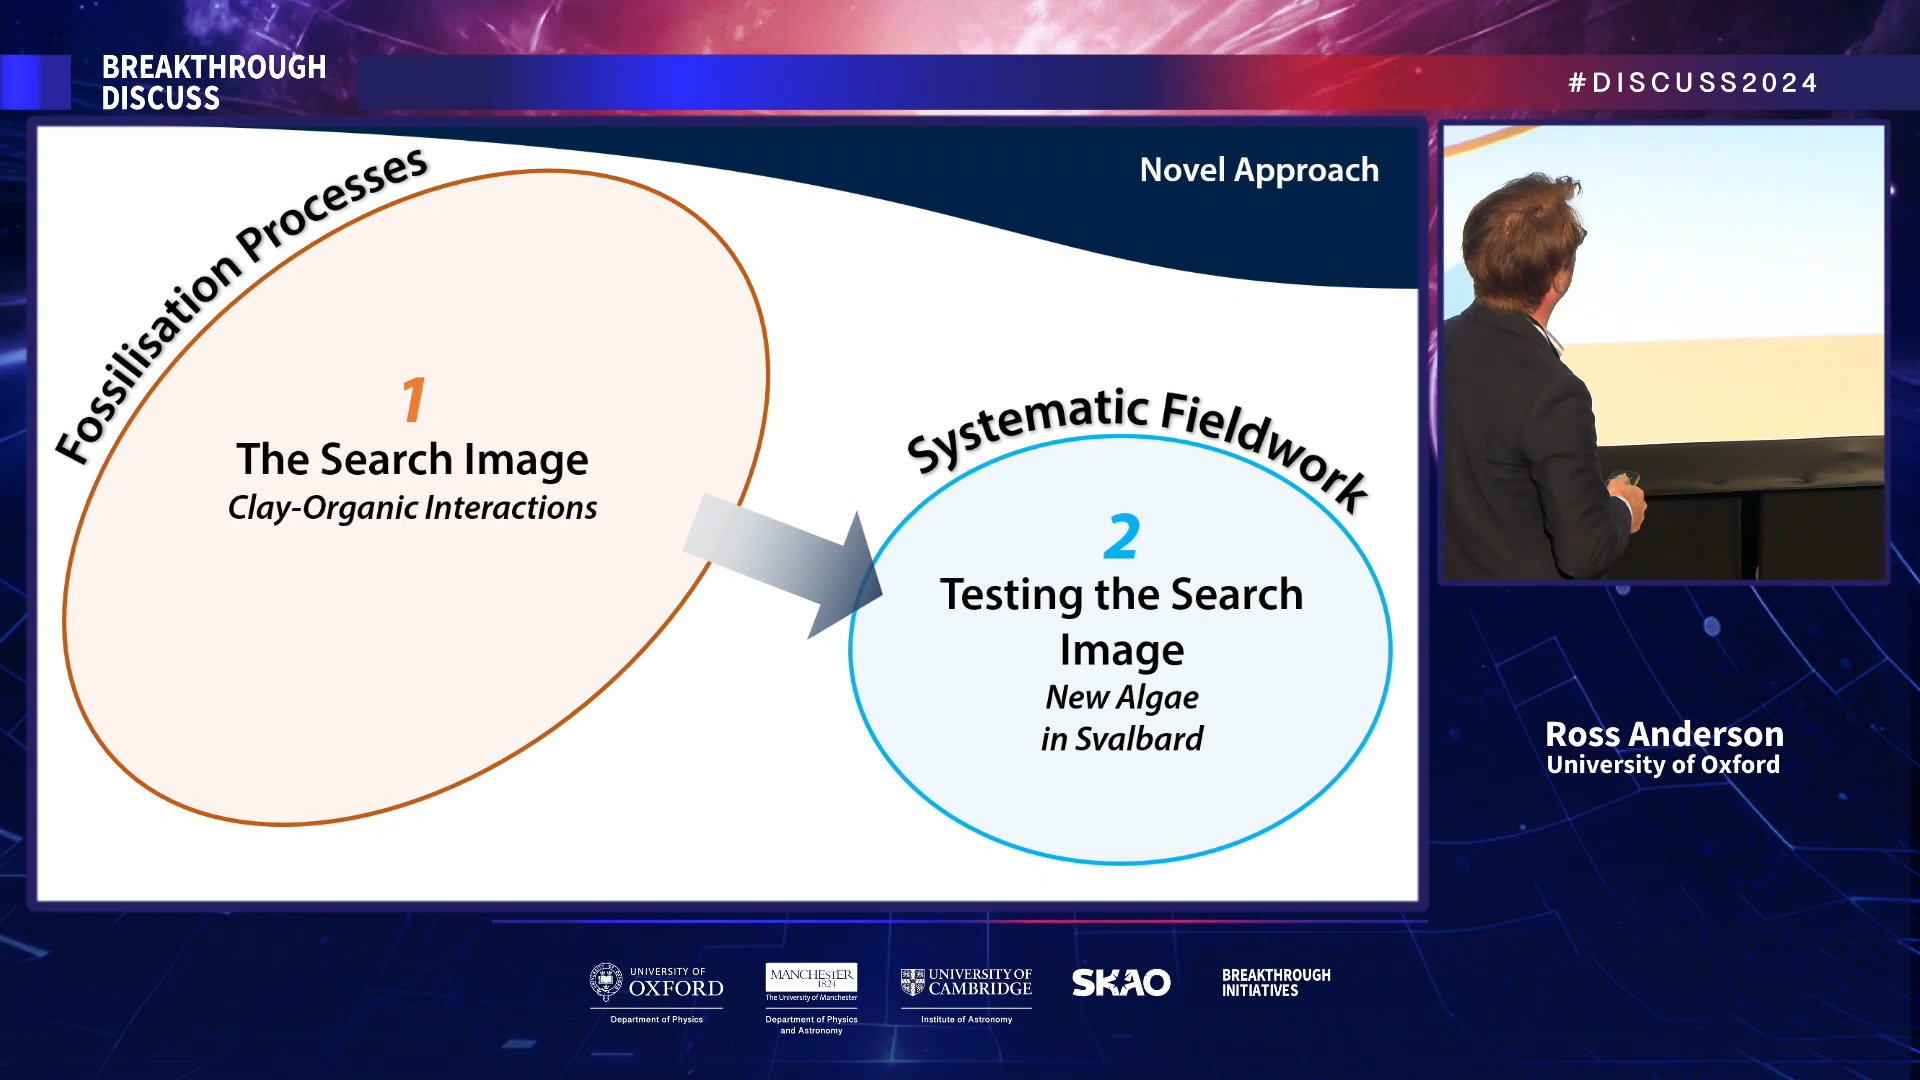 BREAKTHROUGH
DISCUSS
#DISCUSS2024
Novel Approach
Fossilisation Processes
1
The Search Image
Clay-Organic Interactions
Systematic Fieldwork
2
Testing the Search
Image
New Algae
in Svalbard
Ross Anderson
University of Oxford
UNIVERSITY OF
OXFORD
Department of Physics
MANCHESTER
1824
The University of Manchester
Department of Physics
and Astronomy
UNIVERSITY OF
CAMBRIDGE
Institute of Astronomy
SKAO
BREAKTHROUGH
INITIATIVES